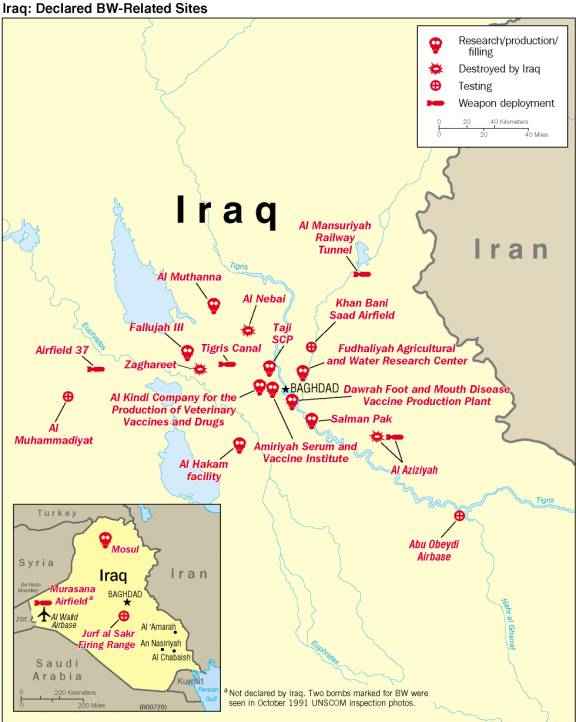 Iraq: Declared BW-Related Sites
Research/production/
filling
Destroyed by Iraq
Testing
Weapon deployment
0 20 40 Kilometers
0 20 40 Miles
Iraq
Iran
Al Mansuriyah
Railway
Tunnel
Tigris
Al Muthanna
Al Nebai
Khan Bani
Saad Airfield
Taji
SCP
Fallujah III
Euphrates
Airfield 37
Tigris Canal
Zaghareet
Fudhaliyah Agricultural
and Water Research Center
BAGHDAD
Al Kindi Company for the
Production of Veterinary
Vaccines and Drugs
Dawrah Foot and Mouth Disease
Vaccine Production Plant
Al
Muhammadiyat
Salman Pak
Amiriyah Serum and
Vaccine Institute
Al Hakam
facility
Al Aziziyah
Tigris
Abu Obeydi
Airbase
Euphrates
Turkey
Mosul
Syria
Iraq
Iran
BAGHDAD
Murasana
Airfield a
Al Walid
Airbase
Jurf al Sakr
Firing Range
Al 'Amarah
An Nasiriyah
Al Chabaish
Saudi
Arabia
Kuwait
Persian
Gulf
0 200 Kilometers
0 200 Miles
a Not declared by Iraq. Two bombs marked for BW were
seen in October 1991 UNSCOM inspection photos.